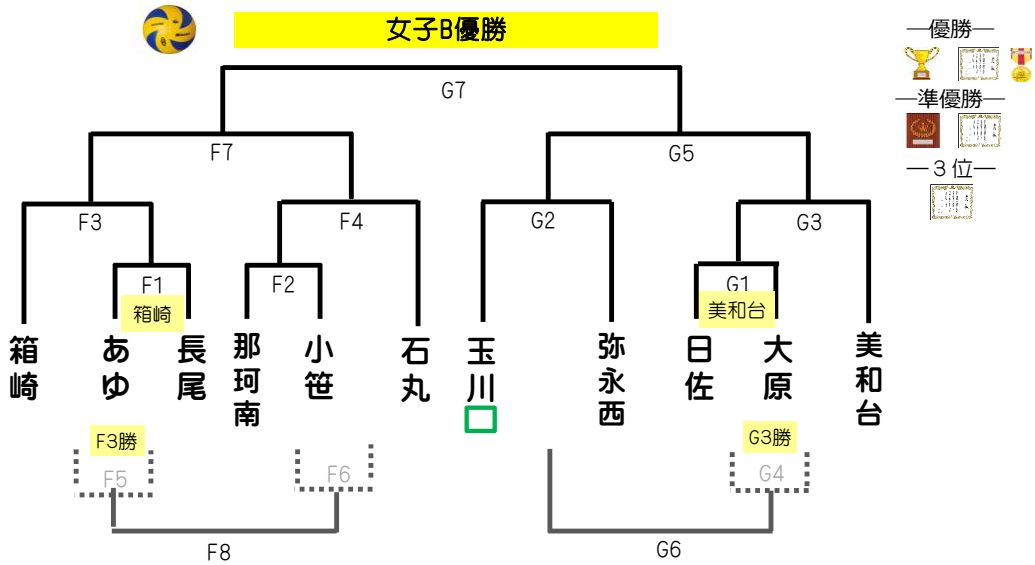 女子B優勝
―優勝―
―準優勝―
―3位―
G7
F7
G5
F3
F4
G2
G3
F1
F2
G1
箱崎
美和台
箱崎
あゆ
長尾
那珂南
小笹
石丸
玉川
弥永西
日佐
大原
美和台
F3勝
G3勝
F5
F6
G4
F8
G6